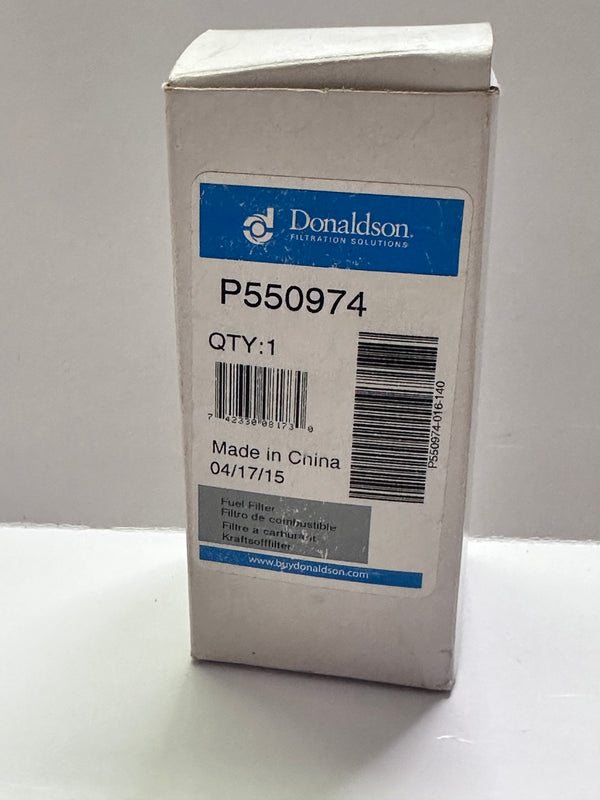 Donaldson®
FILTRATION SOLUTIONS
P550974
QTY:1
7 42330 08173 0
P550974-016-140
Made in China
04/17/15
Fuel Filter
Filtro de combustible
Filtre a carburant
Kraftsofffilter
www.buydonaldson.com